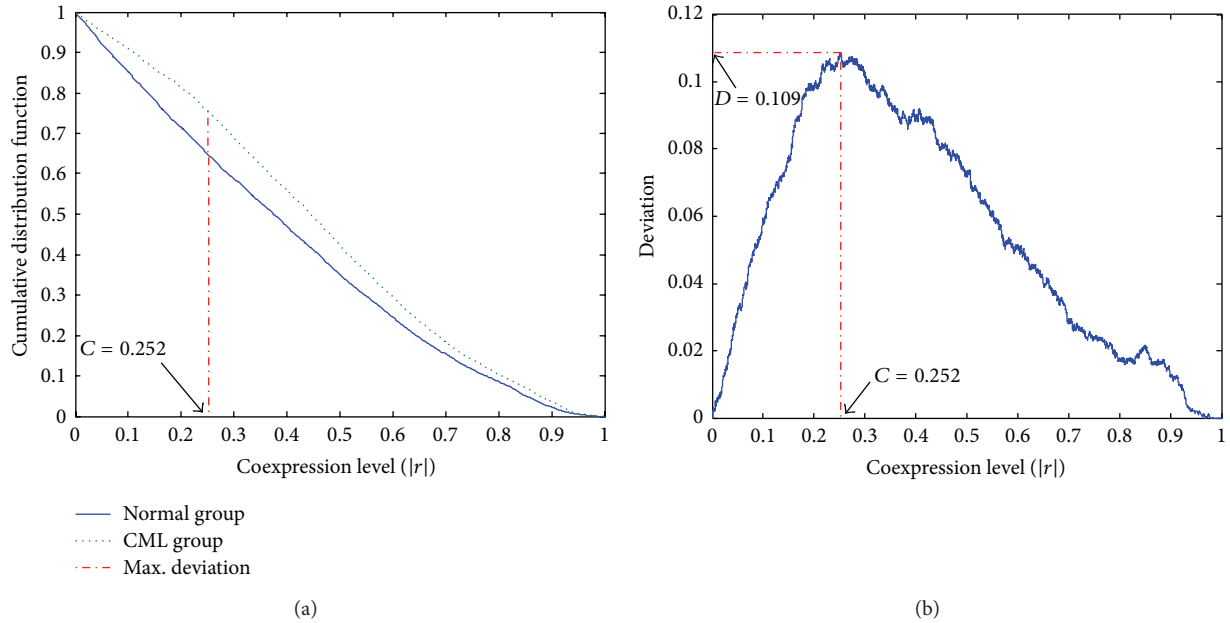 1
0.9
0.8
0.7
0.6
0.5
0.4
0.3
0.2
0.1
0
Cumulative distribution function
C = 0.252
0 0.1 0.2 0.3 0.4 0.5 0.6 0.7 0.8 0.9 1
Coexpression level (|r|)
Normal group
CML group
Max. deviation
(a)
0.12
0.1
0.08
0.06
0.04
0.02
0
Deviation
D = 0.109
C = 0.252
0 0.1 0.2 0.3 0.4 0.5 0.6 0.7 0.8 0.9 1
Coexpression level (|r|)
(b)